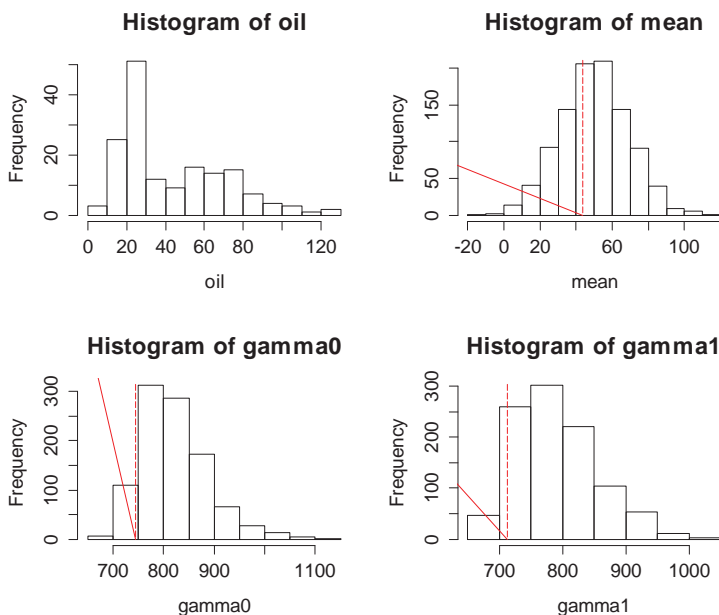 Histogram of oil
Frequency
0 20 40
0 20 40 60 80 120
oil
Histogram of mean
Frequency
0 50 150
-20 0 20 60 100
mean
Histogram of gamma0
Frequency
0 100 200 300
700 800 900 1100
gamma0
Histogram of gamma1
Frequency
0 100 200 300
700 800 900 1000
gamma1